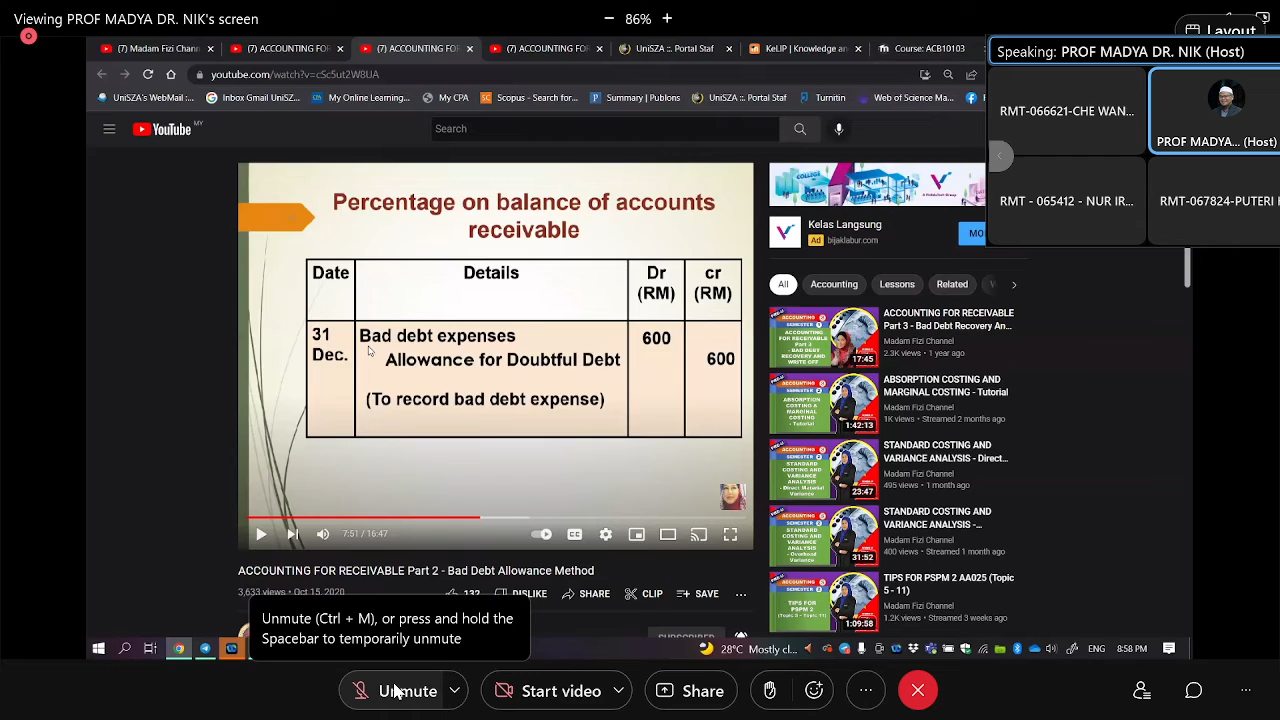 Viewing PROF MADYA DR. NIK's screen
86%
Layout
(7) Madam Fizi Chann
(7) ACCOUNTING FOR
(7) ACCOUNTING FOR
(7) ACCOUNTING FOR
UniSZA :: Portal Staf
KeLIP | Knowledge an
Course: ACB10103
Speaking: PROF MADYA DR. NIK (Host)
youtube.com/watch?v=cSc5ut2W8UA
UniSZA's WebMail :...
Inbox Gmail UniSZ...
My Online Learning...
My CPA
Scopus - Search for...
Summary | Publons
UniSZA :: Portal Staf
Turnitin
Web of Science Ma...
RMT-066621-CHE WAN...
PROF MADYA... (Host)
RMT - 065412 - NUR IR...
RMT-067824-PUTERI
YouTube MY
Search
Percentage on balance of accounts
receivable
Date Details Dr cr
(RM) (RM)
31 Bad debt expenses 600
Dec. Allowance for Doubtful Debt 600
(To record bad debt expense)
7:51 / 16:47
ACCOUNTING FOR RECEIVABLE Part 2 - Bad Debt Allowance Method
3,633 views • Oct 15, 2020
132 DISLIKE SHARE CLIP SAVE ...
SUBSCRIBED
COLLEGE
Kelas Langsung
Ad bijaklabur.com
All Accounting Lessons Related
ACCOUNTING FOR RECEIVABLE
Part 3 - Bad Debt Recovery An...
Madam Fizi Channel
2.3K views • 1 year ago
17:45
ABSORPTION COSTING AND
MARGINAL COSTING - Tutorial
Madam Fizi Channel
1K views • Streamed 2 months ago
1:42:13
STANDARD COSTING AND
VARIANCE ANALYSIS - Direct...
Madam Fizi Channel
495 views • 1 month ago
23:47
STANDARD COSTING AND
VARIANCE ANALYSIS -...
Madam Fizi Channel
400 views • Streamed 1 month ago
31:52
TIPS FOR PSPM 2 AA025 (Topic
5 - 11)
Madam Fizi Channel
1.2K views • Streamed 3 weeks ago
1:09:58
Unmute (Ctrl + M), or press and hold the
Spacebar to temporarily unmute
28°C Mostly cl...
ENG 8:58 PM
Unmute
Start video
Share